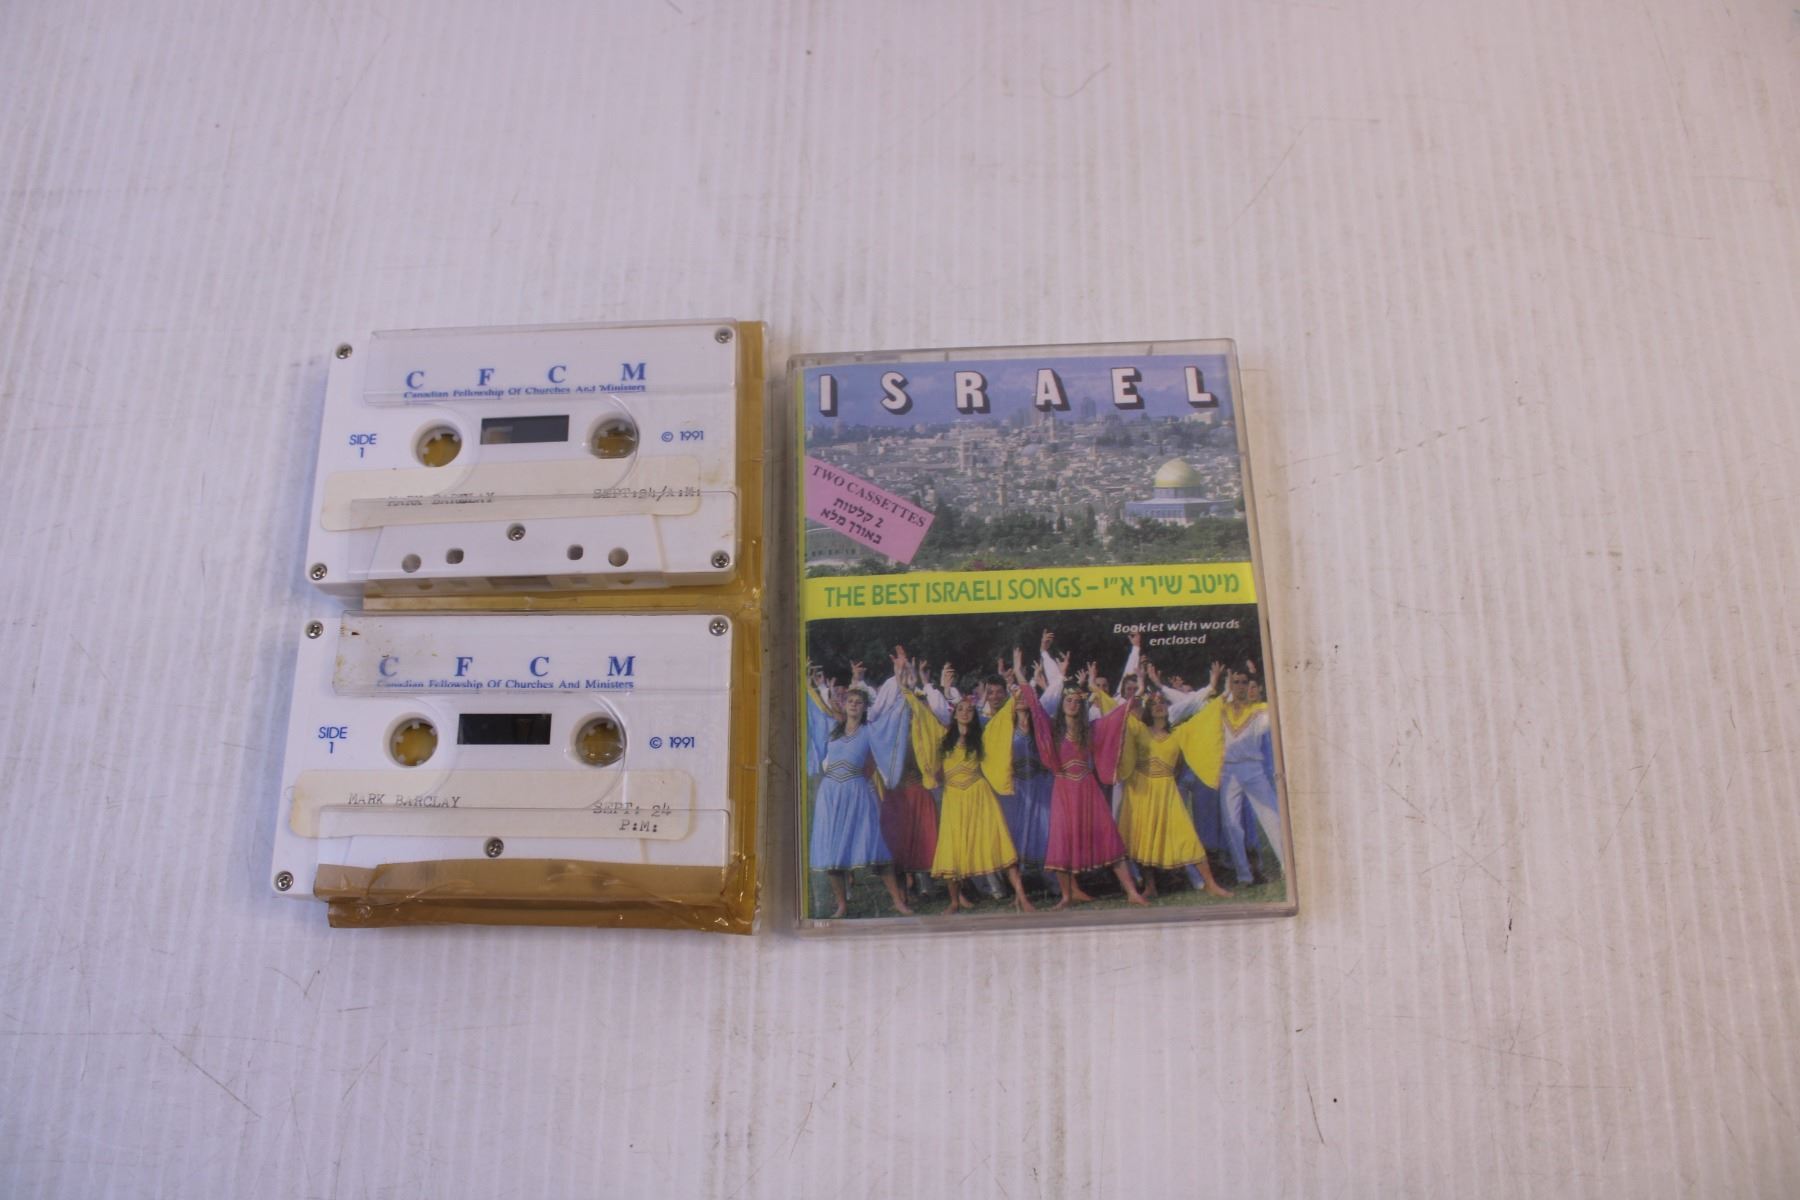 C F C M
Canadian Fellowship Of Churches And Ministers
SIDE
1
© 1991
MARK BARCLAY
SEPT:24/A:M:
C F C M
Canadian Fellowship Of Churches And Ministers
SIDE
1
© 1991
MARK BARCLAY
SEPT: 24
P:M:
ISRAEL
TWO CASSETTES
2 קלטות
באורך מלא
THE BEST ISRAELI SONGS – מיטב שירי א״י
Booklet with words
enclosed